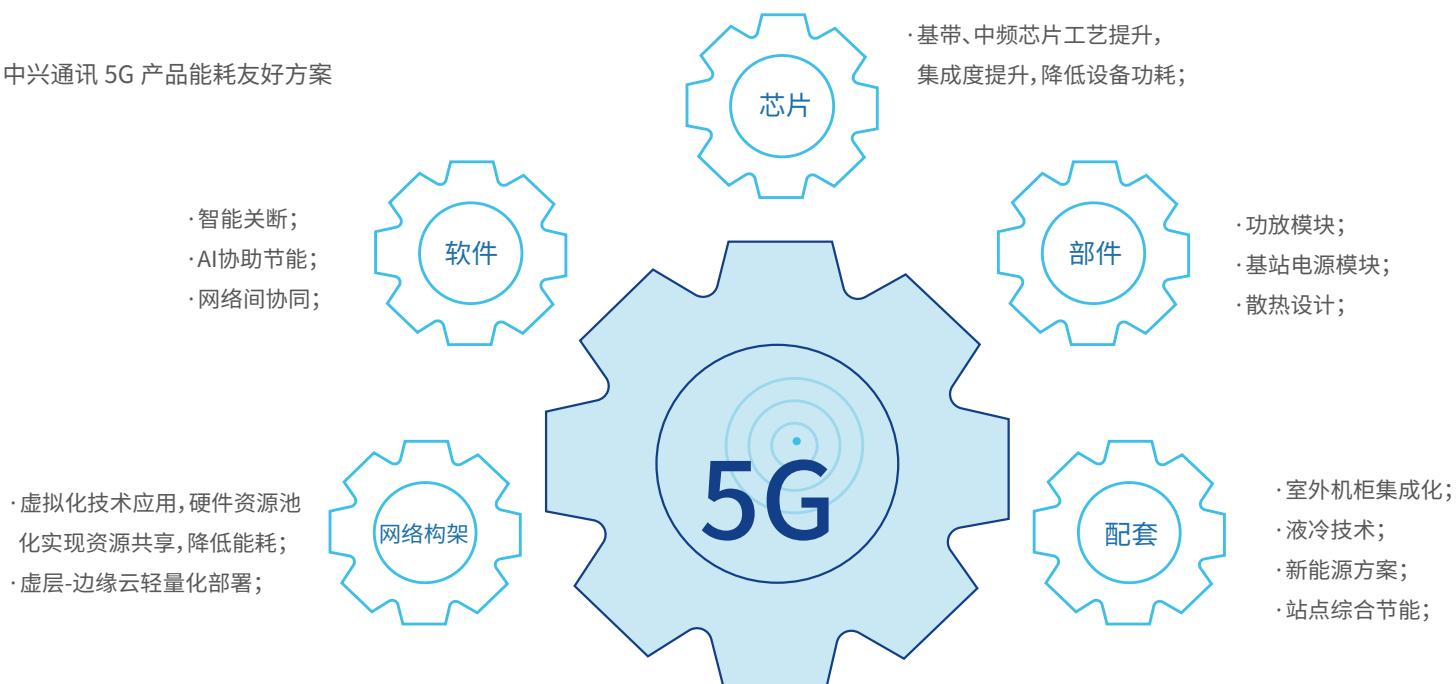 中兴通讯 5G 产品能耗友好方案
芯片
·基带、中频芯片工艺提升，
集成度提升，降低设备功耗；
软件
·智能关断；
·AI协助节能；
·网络间协同；
部件
·功放模块；
·基站电源模块；
·散热设计；
5G
网络构架
·虚拟化技术应用，硬件资源池
化实现资源共享，降低能耗；
·虚层-边缘云轻量化部署；
配套
·室外机柜集成化；
·液冷技术；
·新能源方案；
·站点综合节能；